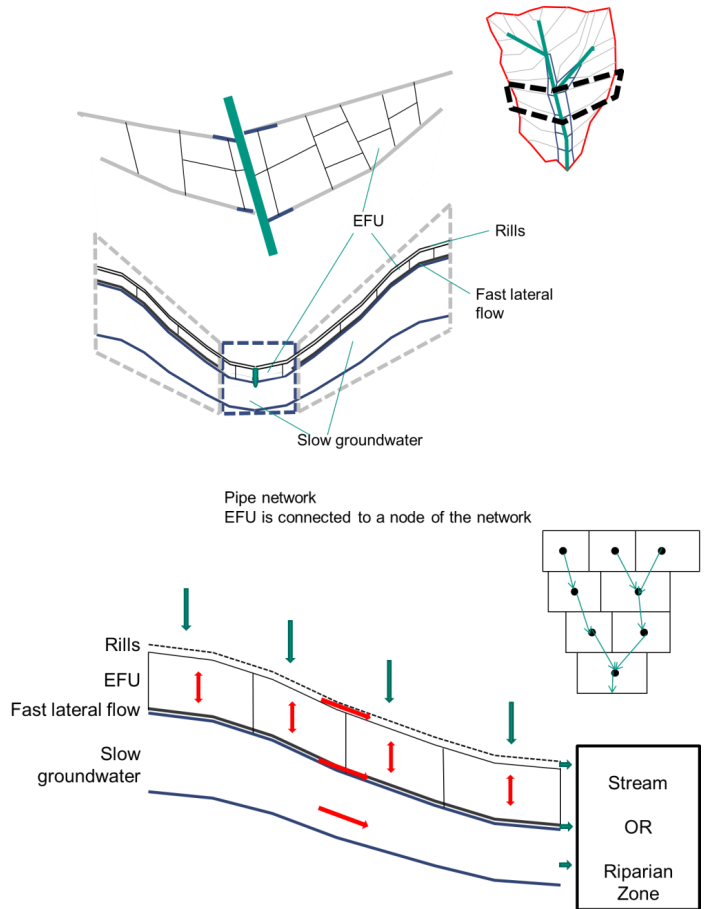 EFU
Rills
Fast lateral
flow
Slow groundwater
Pipe network
EFU is connected to a node of the network
Rills
EFU
Fast lateral flow
Slow
groundwater
Stream
OR
Riparian
Zone